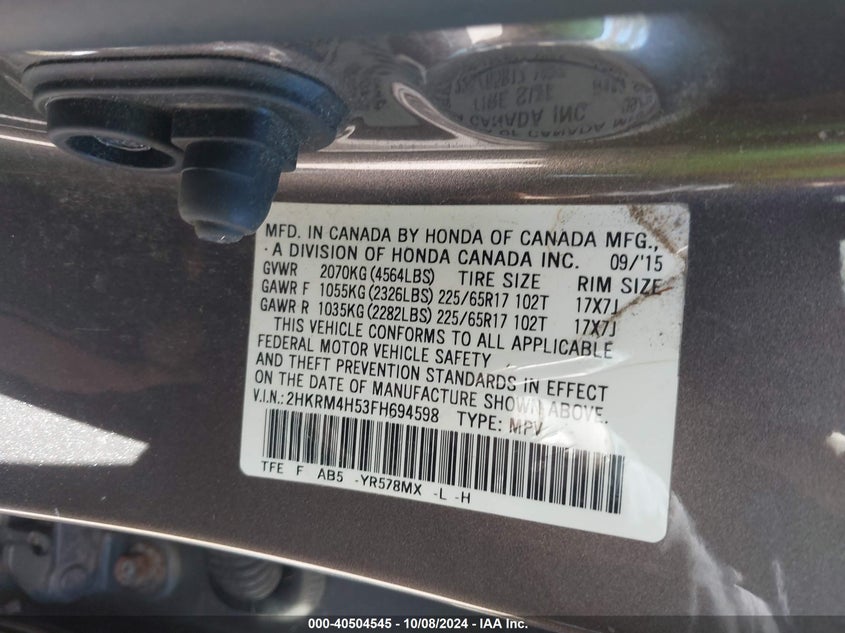 MFD. IN CANADA BY HONDA OF CANADA MFG.,
A DIVISION OF HONDA CANADA INC. 09/'15
GVWR 2070KG (4564LBS) TIRE SIZE RIM SIZE
GAWR F 1055KG (2326LBS) 225/65R17 102T 17X7J
GAWR R 1035KG (2282LBS) 225/65R17 102T 17X7J
THIS VEHICLE CONFORMS TO ALL APPLICABLE
FEDERAL MOTOR VEHICLE SAFETY
AND THEFT PREVENTION STANDARDS IN EFFECT
ON THE DATE OF MANUFACTURE SHOWN ABOVE.
V.I.N.: 2HKRM4H53FH694598 TYPE: MPV
TFE F AB5 -YR578MX -L -H
000-40504545 - 10/08/2024 - IAA Inc.